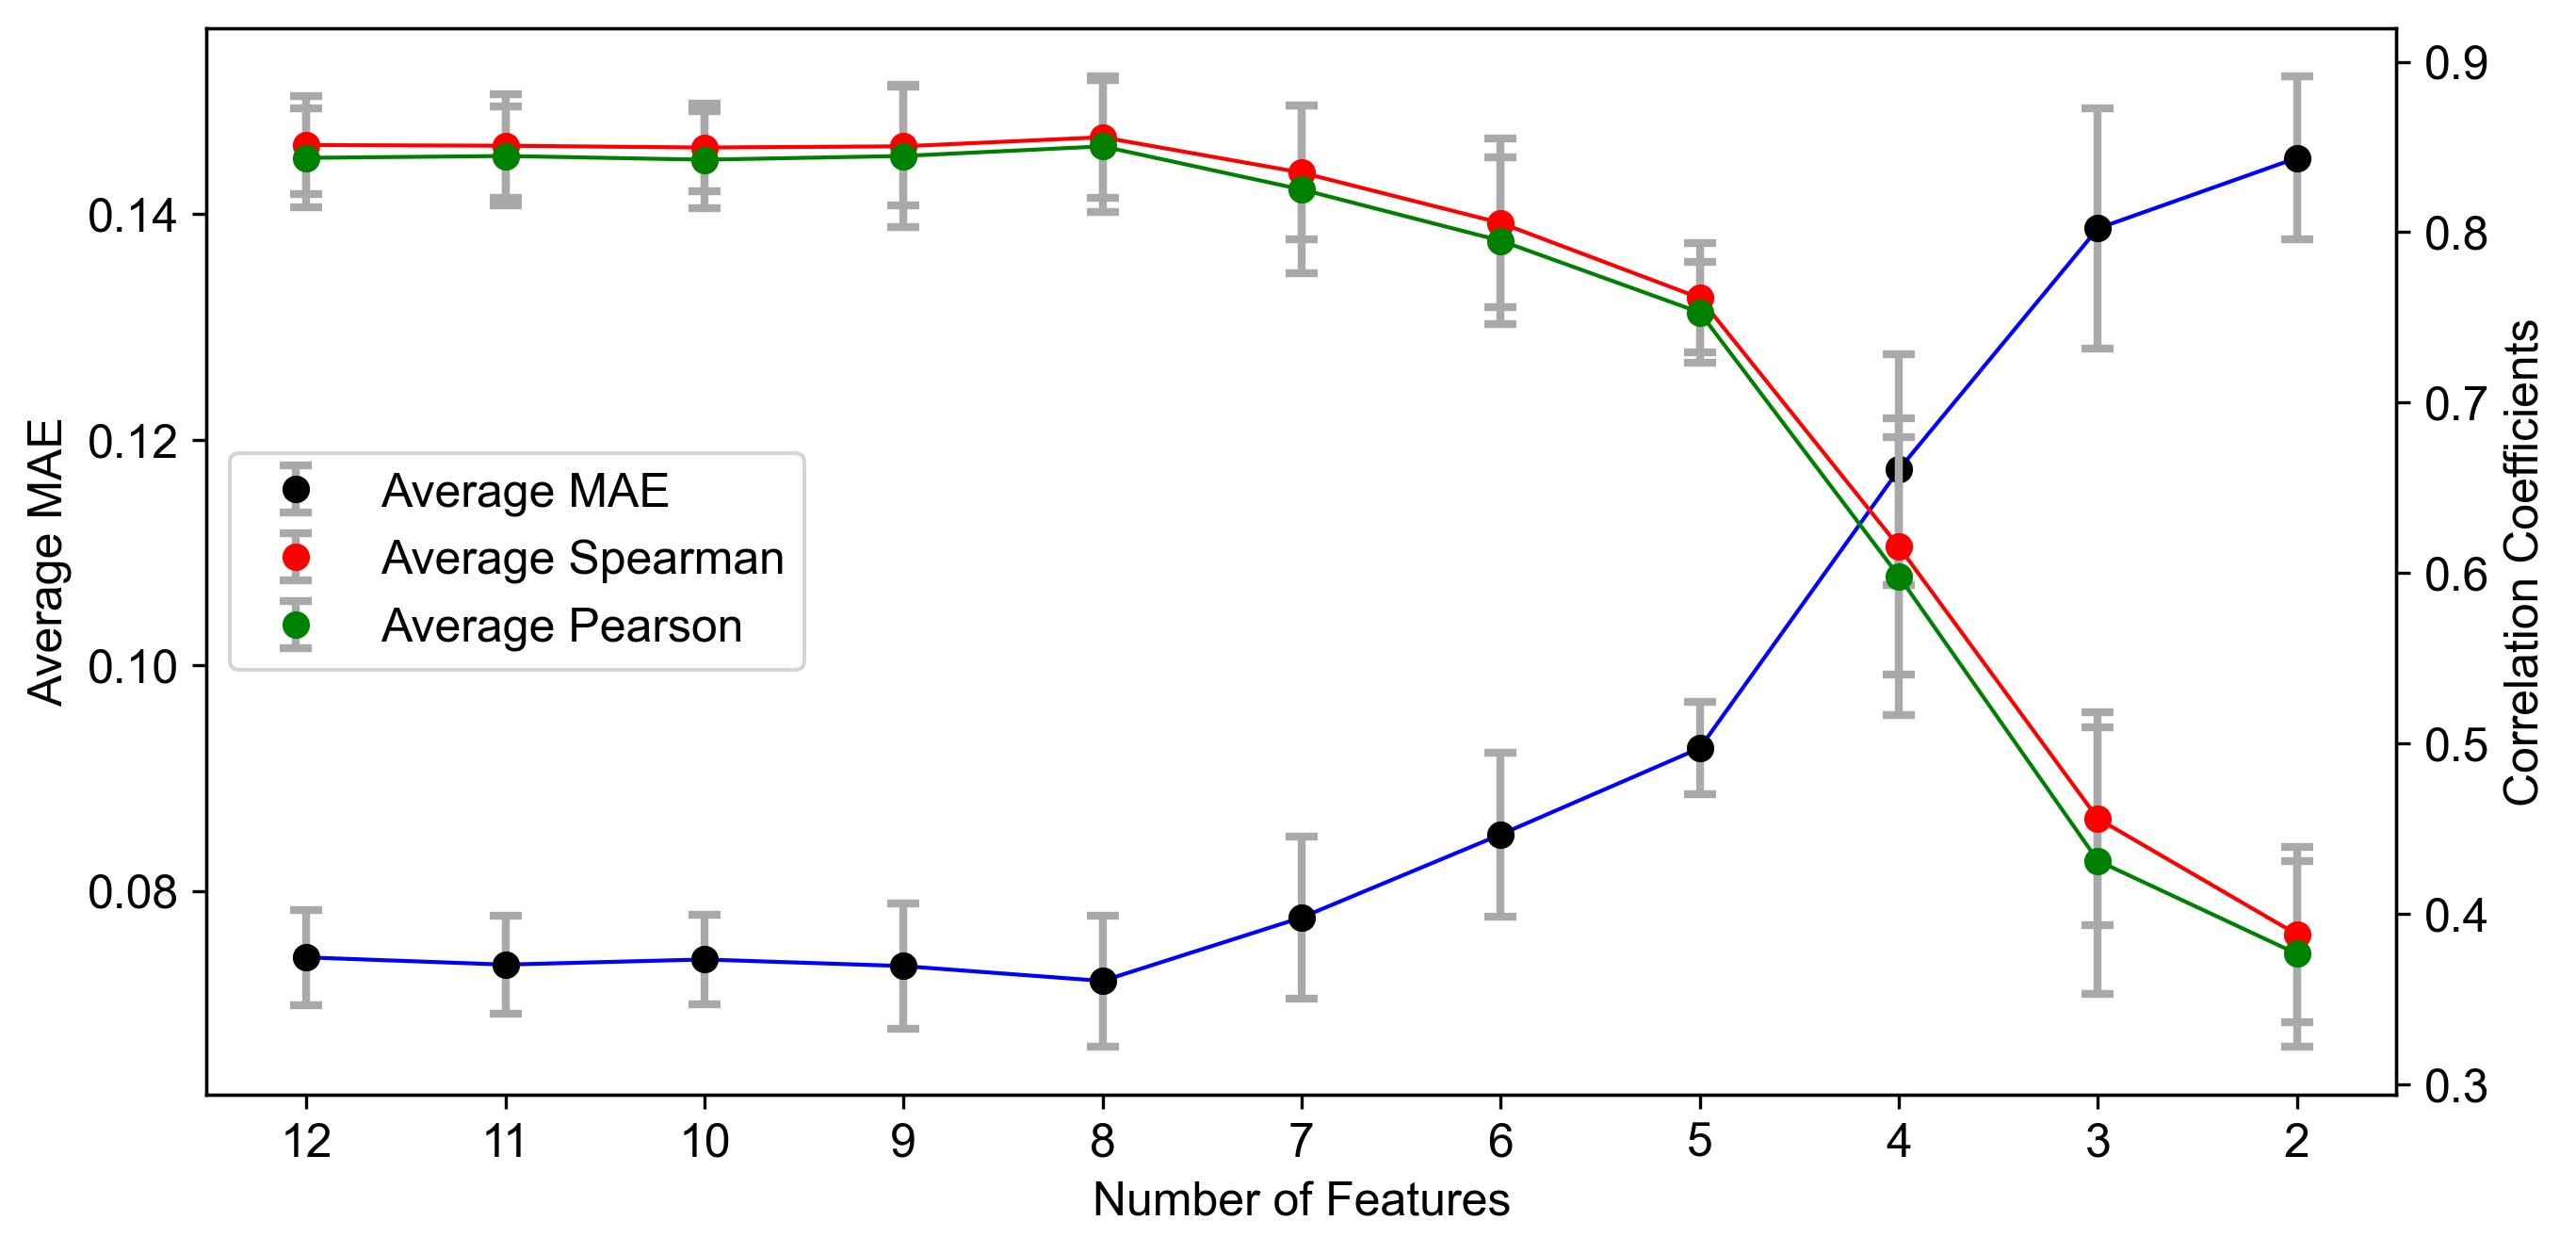 Average MAE
0.14
0.12
0.10
0.08
Average MAE
Average Spearman
Average Pearson
0.9
0.8
0.7
0.6
0.5
0.4
0.3
Correlation Coefficients
12 11 10 9 8 7 6 5 4 3 2
Number of Features